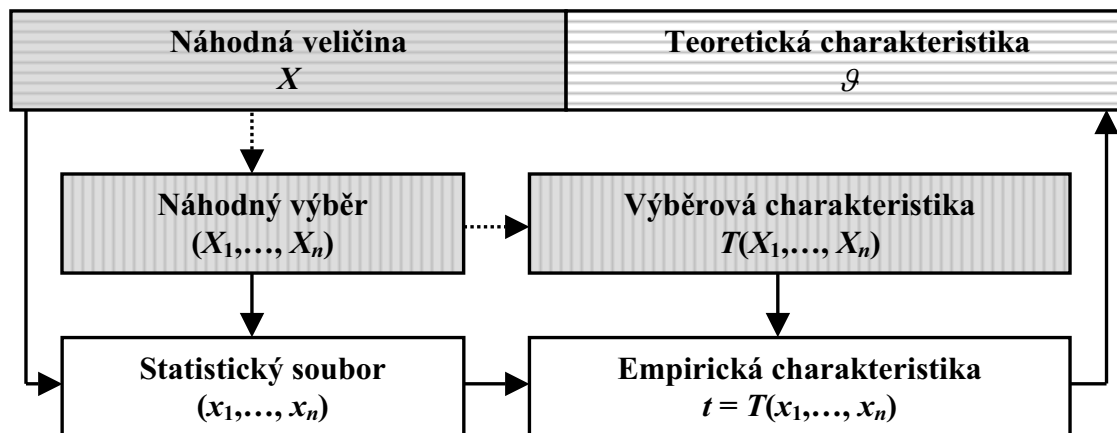 Náhodná veličina
X
Teoretická charakteristika
ϑ
Náhodný výběr
(X₁,…, Xₙ)
Výběrová charakteristika
T(X₁,…, Xₙ)
Statistický soubor
(x₁,…, xₙ)
Empirická charakteristika
t = T(x₁,…, xₙ)